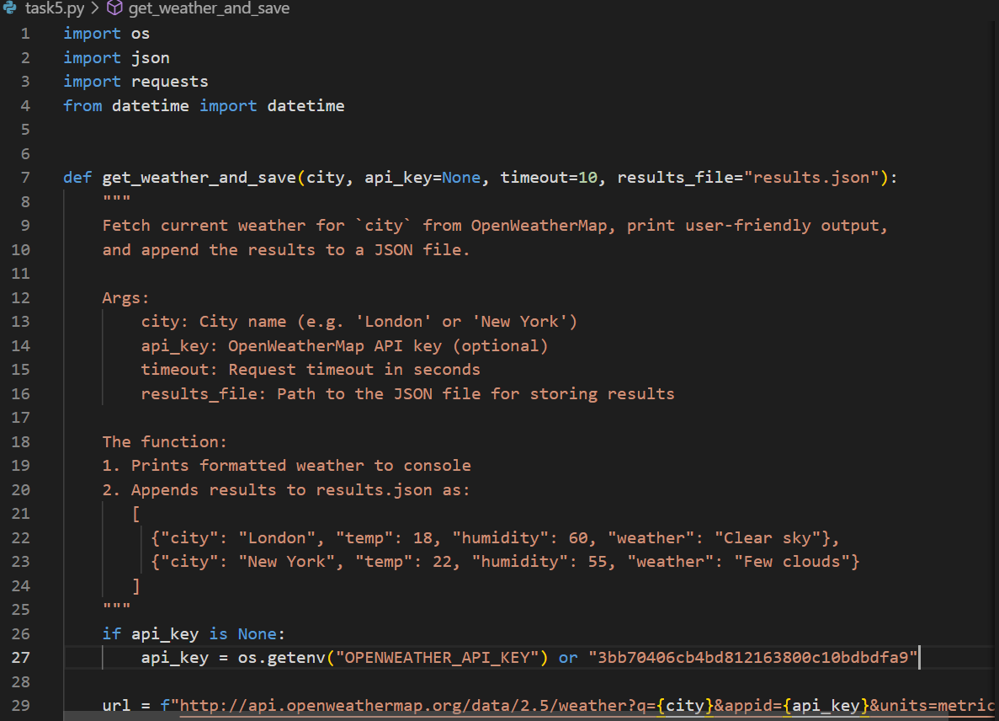 task5.py > get_weather_and_save
1 import os
2 import json
3 import requests
4 from datetime import datetime
5
6
7 def get_weather_and_save(city, api_key=None, timeout=10, results_file="results.json"):
8 """
9 Fetch current weather for `city` from OpenWeatherMap, print user-friendly output,
10 and append the results to a JSON file.
11
12 Args:
13 city: City name (e.g. 'London' or 'New York')
14 api_key: OpenWeatherMap API key (optional)
15 timeout: Request timeout in seconds
16 results_file: Path to the JSON file for storing results
17
18 The function:
19 1. Prints formatted weather to console
20 2. Appends results to results.json as:
21 [
22 {"city": "London", "temp": 18, "humidity": 60, "weather": "Clear sky"},
23 {"city": "New York", "temp": 22, "humidity": 55, "weather": "Few clouds"}
24 ]
25 """
26 if api_key is None:
27 api_key = os.getenv("OPENWEATHER_API_KEY") or "3bb70406cb4bd812163800c10bdbdfa9"
28
29 url = f"http://api.openweathermap.org/data/2.5/weather?q={city}&appid={api_key}&units=metric